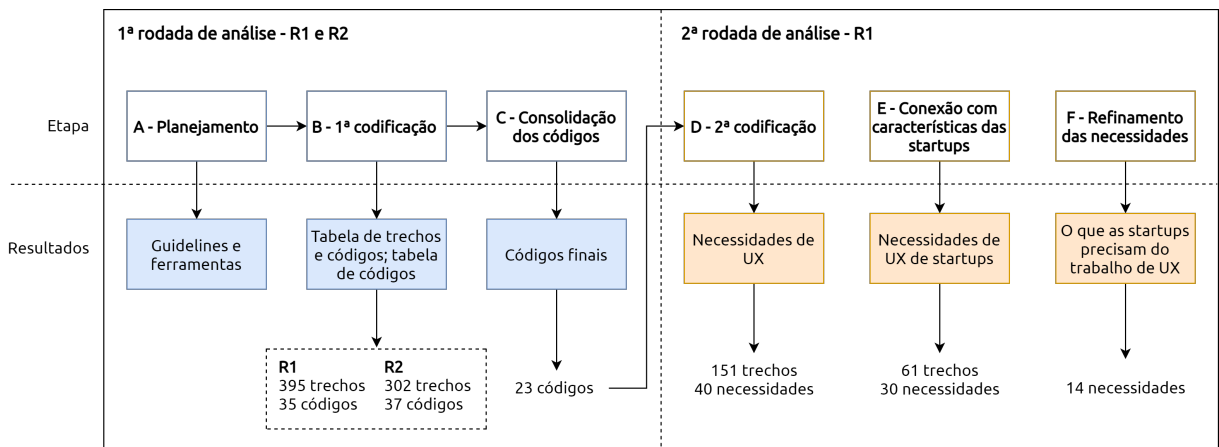 1ª rodada de análise - R1 e R2
2ª rodada de análise - R1
Etapa
A - Planejamento
B - 1ª codificação
C - Consolidação
dos códigos
D - 2ª codificação
E - Conexão com
características das
startups
F - Refinamento
das necessidades
Resultados
Guidelines e
ferramentas
Tabela de trechos
e códigos; tabela
de códigos
Códigos finais
Necessidades de
UX
Necessidades de
UX de startups
O que as startups
precisam do
trabalho de UX
R1
395 trechos
35 códigos
R2
302 trechos
37 códigos
23 códigos
151 trechos
40 necessidades
61 trechos
30 necessidades
14 necessidades